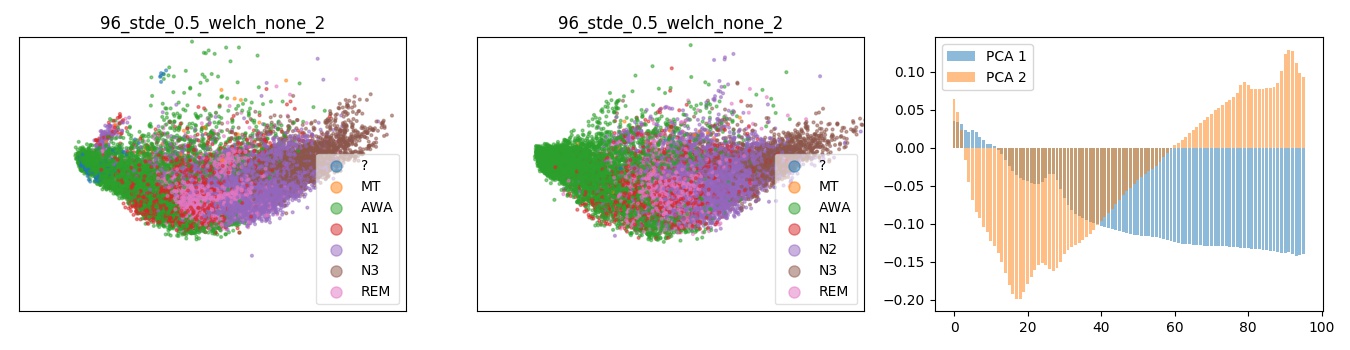 96_stde_0.5_welch_none_2
?
MT
AWA
N1
N2
N3
REM
96_stde_0.5_welch_none_2
?
MT
AWA
N1
N2
N3
REM
PCA 1
PCA 2
0.10
0.05
0.00
−0.05
−0.10
−0.15
−0.20
0 20 40 60 80 100